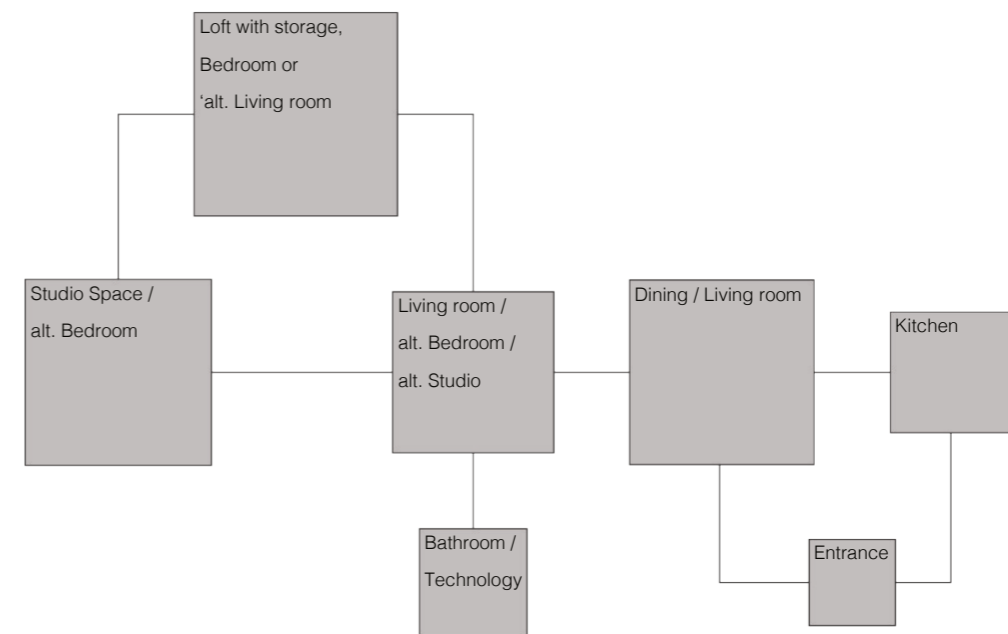 Loft with storage,
Bedroom or
‘alt. Living room
Studio Space /
alt. Bedroom
Living room /
alt. Bedroom /
alt. Studio
Dining / Living room
Kitchen
Bathroom /
Technology
Entrance